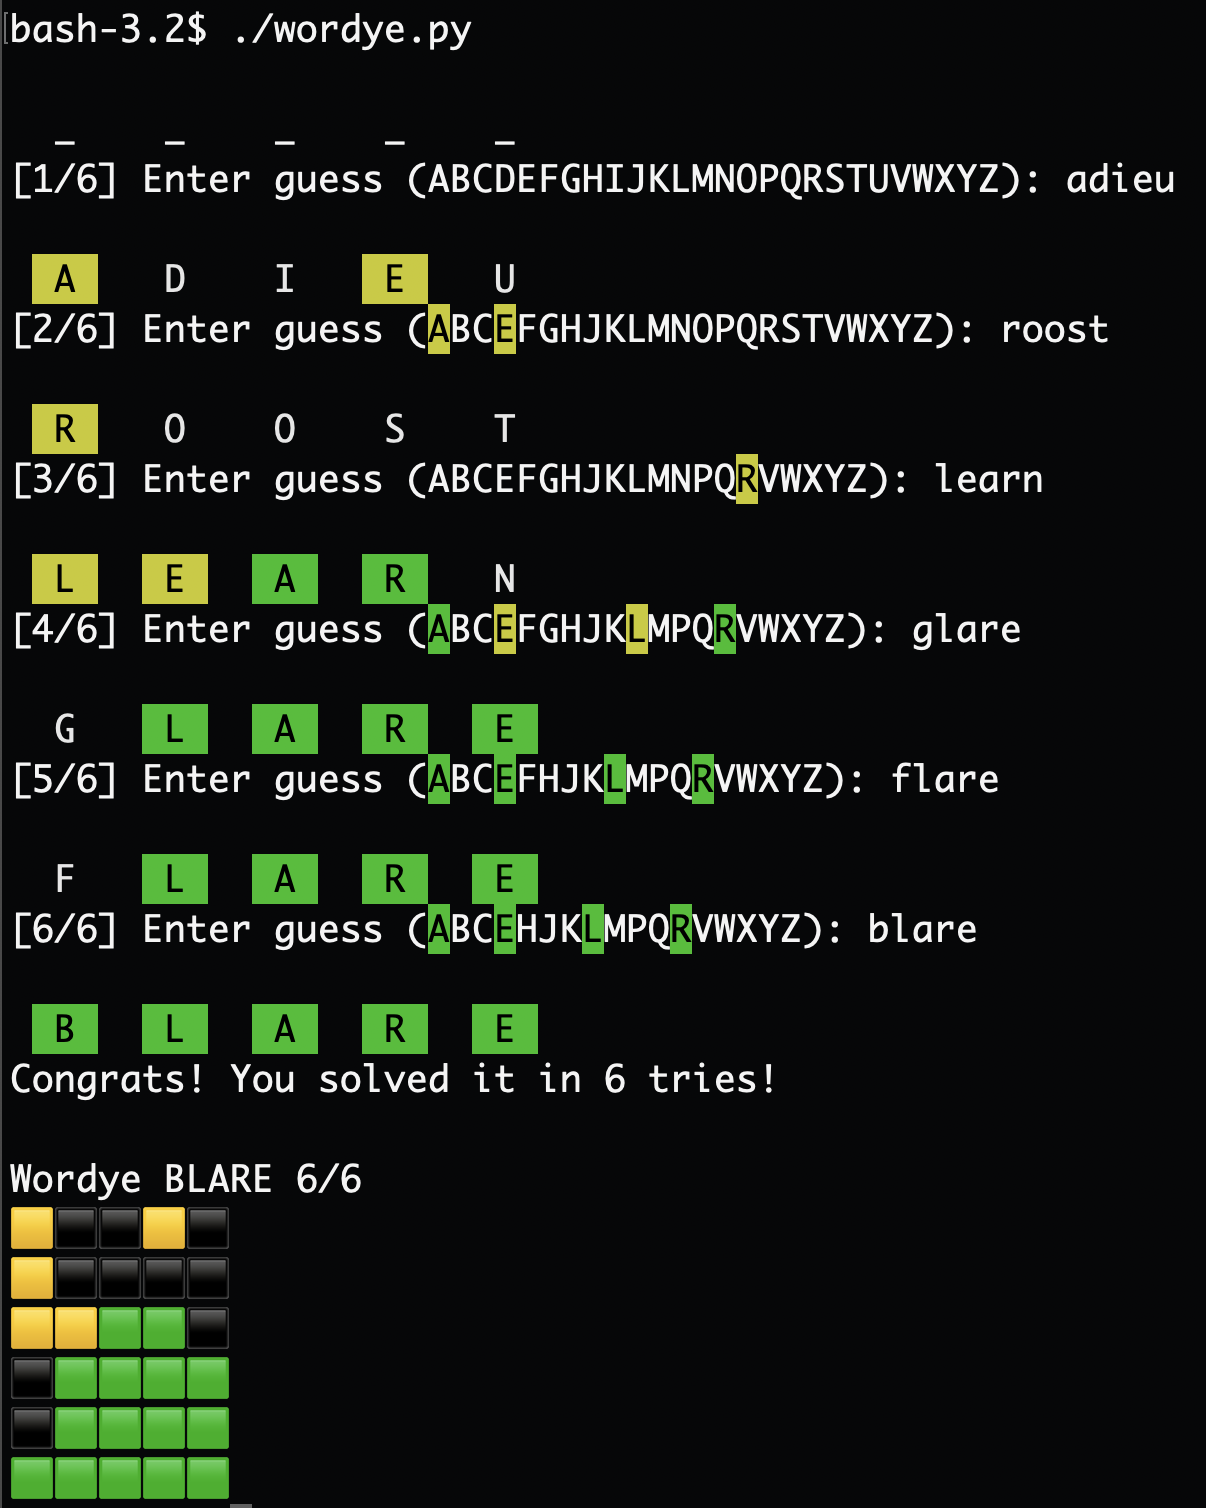 bash-3.2$ ./wordye.py
_ _ _ _ _
[1/6] Enter guess (ABCDEFGHIJKLMNOPQRSTUVWXYZ): adieu
A D I E U
[2/6] Enter guess (ABCEFGHJKLMNOPQRSTVWXYZ): roost
R O O S T
[3/6] Enter guess (ABCEFGHJKLMNPQRVWXYZ): learn
L E A R N
[4/6] Enter guess (ABCEFGHJKLMPQRVWXYZ): glare
G L A R E
[5/6] Enter guess (ABCEFHJKLMPQRVWXYZ): flare
F L A R E
[6/6] Enter guess (ABCEHJKLMPQRVWXYZ): blare
B L A R E
Congrats! You solved it in 6 tries!
Wordye BLARE 6/6